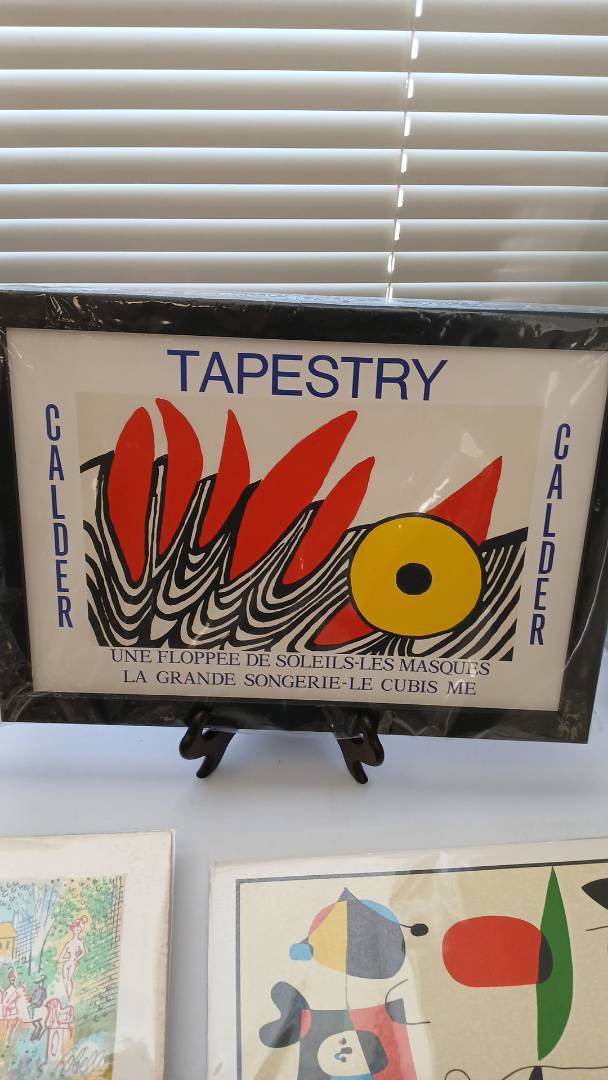 TAPESTRY
CALDER
CALDER
UNE FLOPPEE DE SOLEILS-LES MASQUES
LA GRANDE SONGERIE-LE CUBIS ME